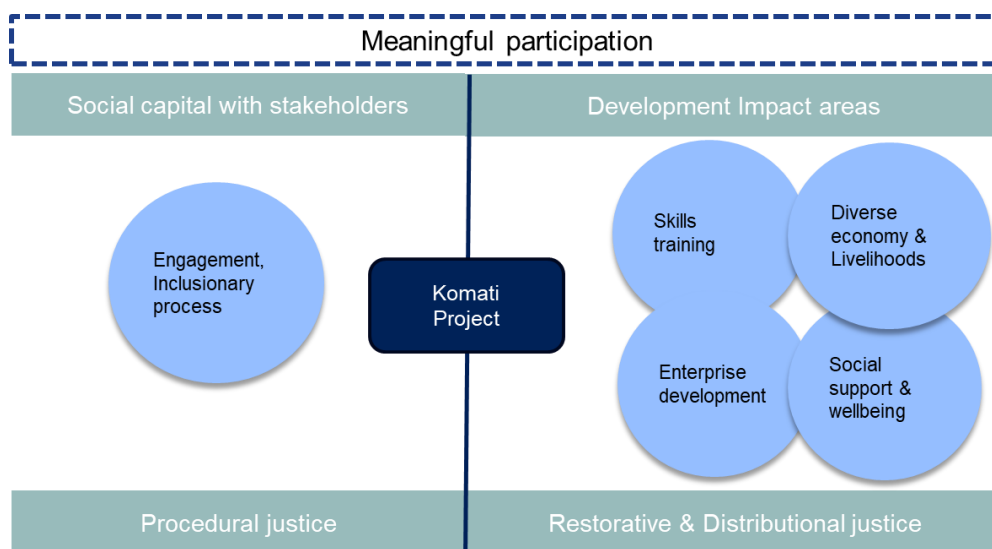 Meaningful participation
Social capital with stakeholders
Development Impact areas
Engagement,
Inclusionary
process
Komati
Project
Skills
training
Diverse
economy &
Livelihoods
Enterprise
development
Social
support &
wellbeing
Procedural justice
Restorative & Distributional justice